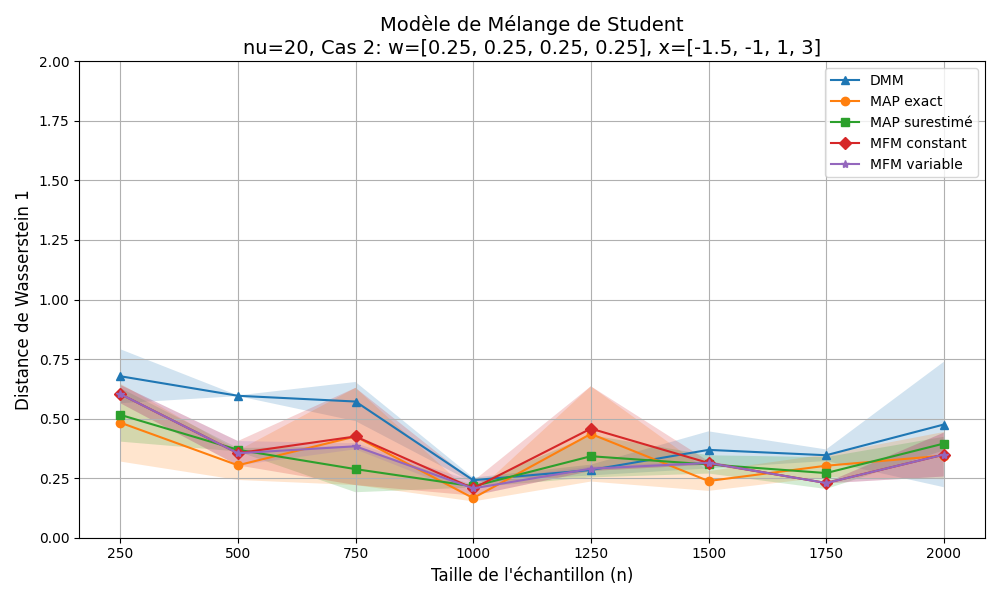 Modèle de Mélange de Student
nu=20, Cas 2: w=[0.25, 0.25, 0.25, 0.25], x=[-1.5, -1, 1, 3]
DMM
MAP exact
MAP surestimé
MFM constant
MFM variable
Distance de Wasserstein 1
2.00
1.75
1.50
1.25
1.00
0.75
0.50
0.25
0.00
250 500 750 1000 1250 1500 1750 2000
Taille de l'échantillon (n)